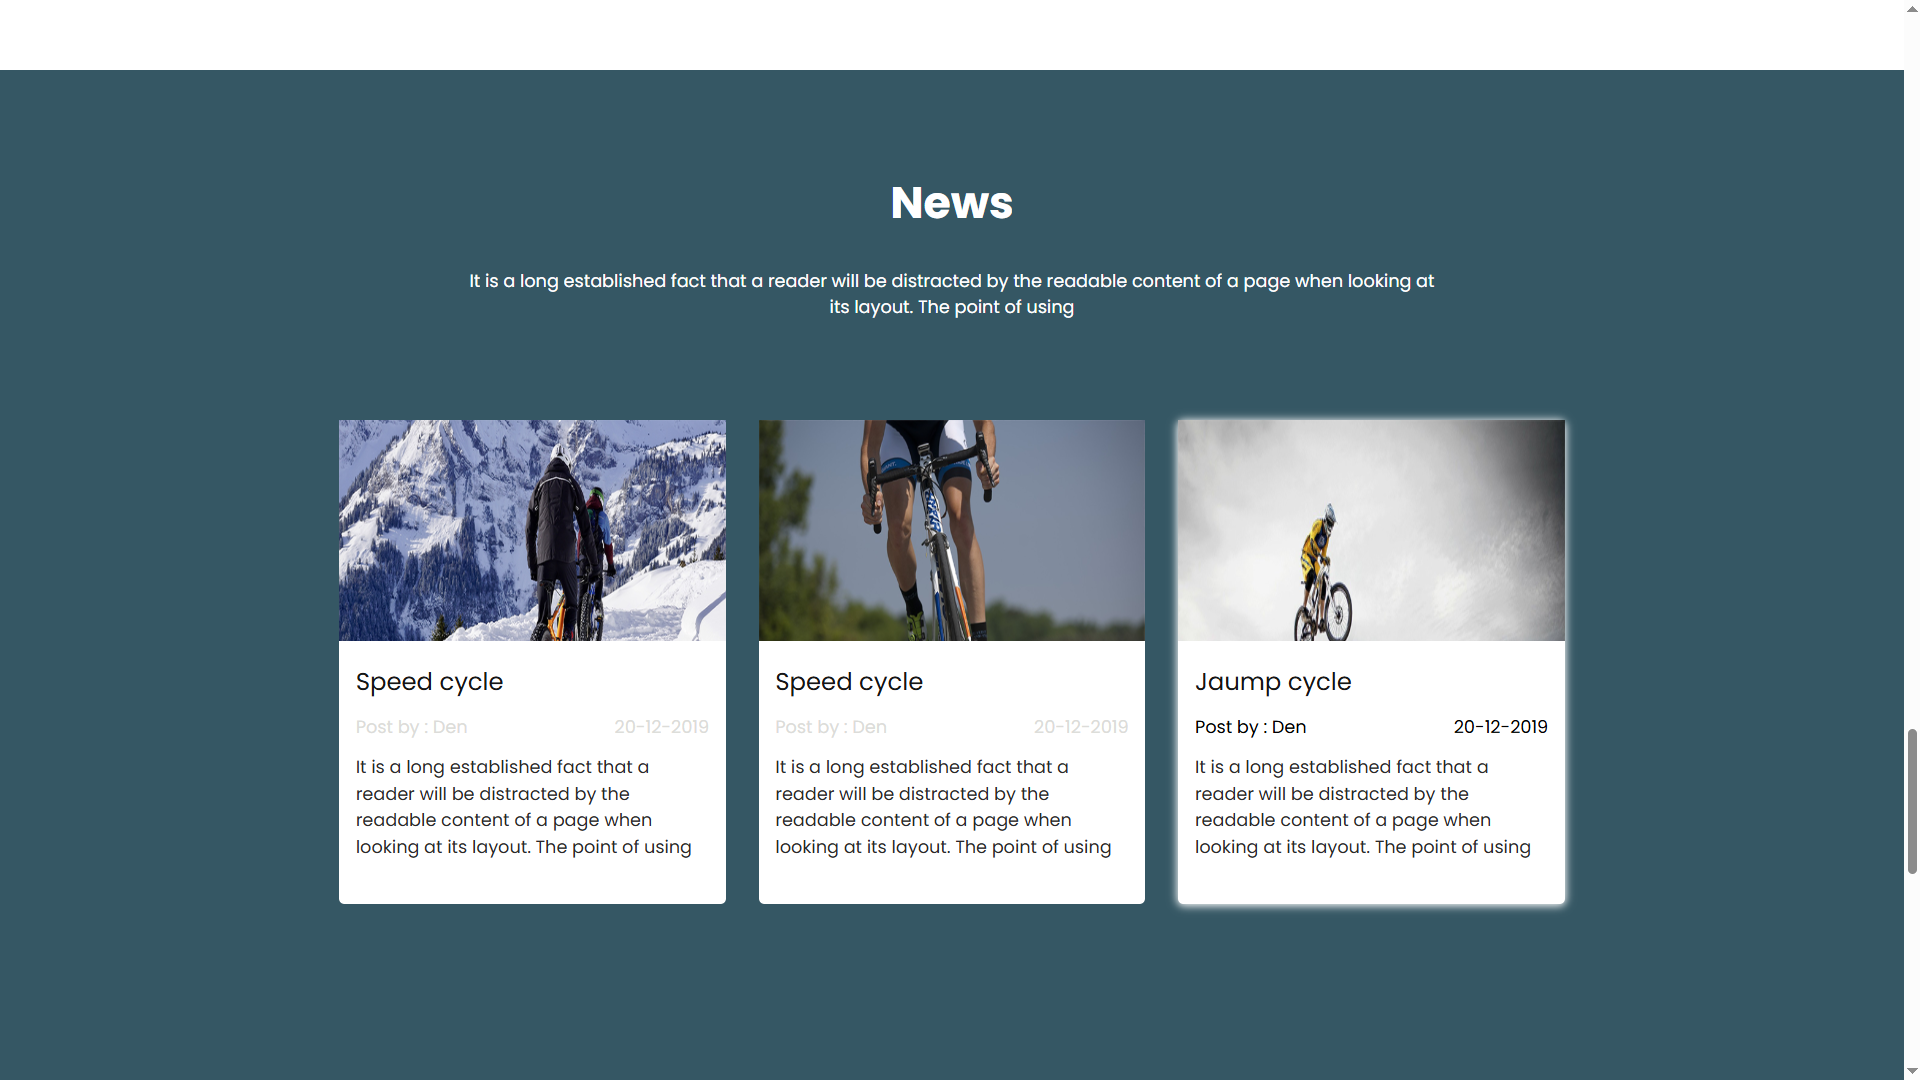 News
It is a long established fact that a reader will be distracted by the readable content of a page when looking at
its layout. The point of using
Speed cycle
Post by : Den 20-12-2019
It is a long established fact that a
reader will be distracted by the
readable content of a page when
looking at its layout. The point of using
Speed cycle
Post by : Den 20-12-2019
It is a long established fact that a
reader will be distracted by the
readable content of a page when
looking at its layout. The point of using
Jaump cycle
Post by : Den 20-12-2019
It is a long established fact that a
reader will be distracted by the
readable content of a page when
looking at its layout. The point of using